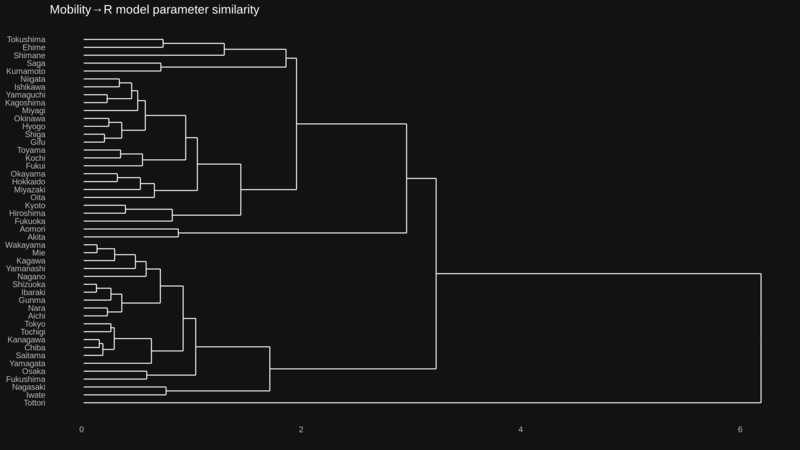 Mobility→R model parameter similarity
Tokushima
Ehime
Shimane
Saga
Kumamoto
Niigata
Ishikawa
Yamaguchi
Kagoshima
Miyagi
Okinawa
Hyogo
Shiga
Gifu
Toyama
Kochi
Fukui
Okayama
Hokkaido
Miyazaki
Oita
Kyoto
Hiroshima
Fukuoka
Aomori
Akita
Wakayama
Mie
Kagawa
Yamanashi
Nagano
Shizuoka
Ibaraki
Gunma
Nara
Aichi
Tokyo
Tochigi
Kanagawa
Chiba
Saitama
Yamagata
Osaka
Fukushima
Nagasaki
Iwate
Tottori
0 2 4 6